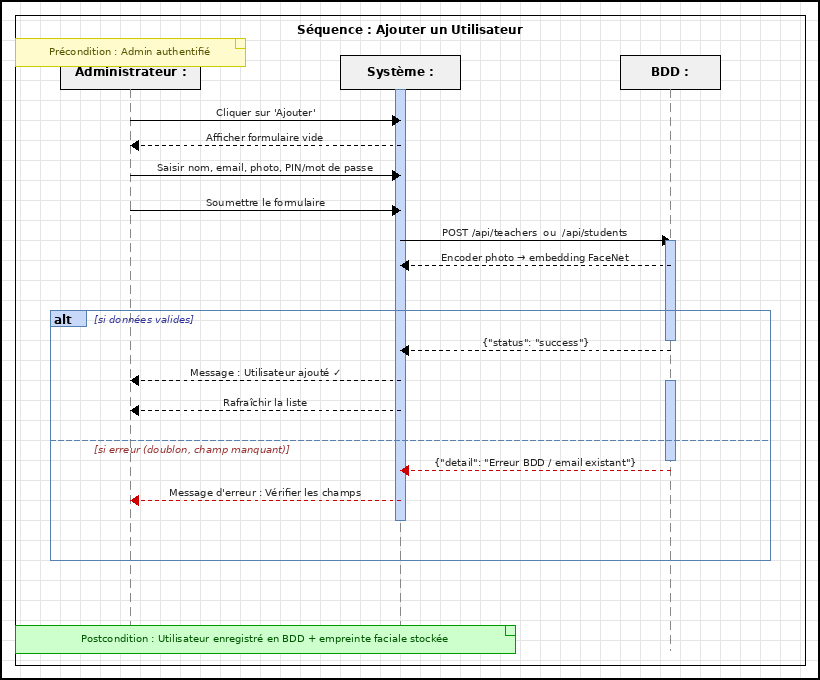 Séquence : Ajouter un Utilisateur
Précondition : Admin authentifié
Administrateur :
Système :
BDD :
Cliquer sur 'Ajouter'
Afficher formulaire vide
Saisir nom, email, photo, PIN/mot de passe
Soumettre le formulaire
POST /api/teachers ou /api/students
Encoder photo → embedding FaceNet
alt
[si données valides]
{"status": "success"}
Message : Utilisateur ajouté ✓
Rafraîchir la liste
[si erreur (doublon, champ manquant)]
{"detail": "Erreur BDD / email existant"}
Message d'erreur : Vérifier les champs
Postcondition : Utilisateur enregistré en BDD + empreinte faciale stockée